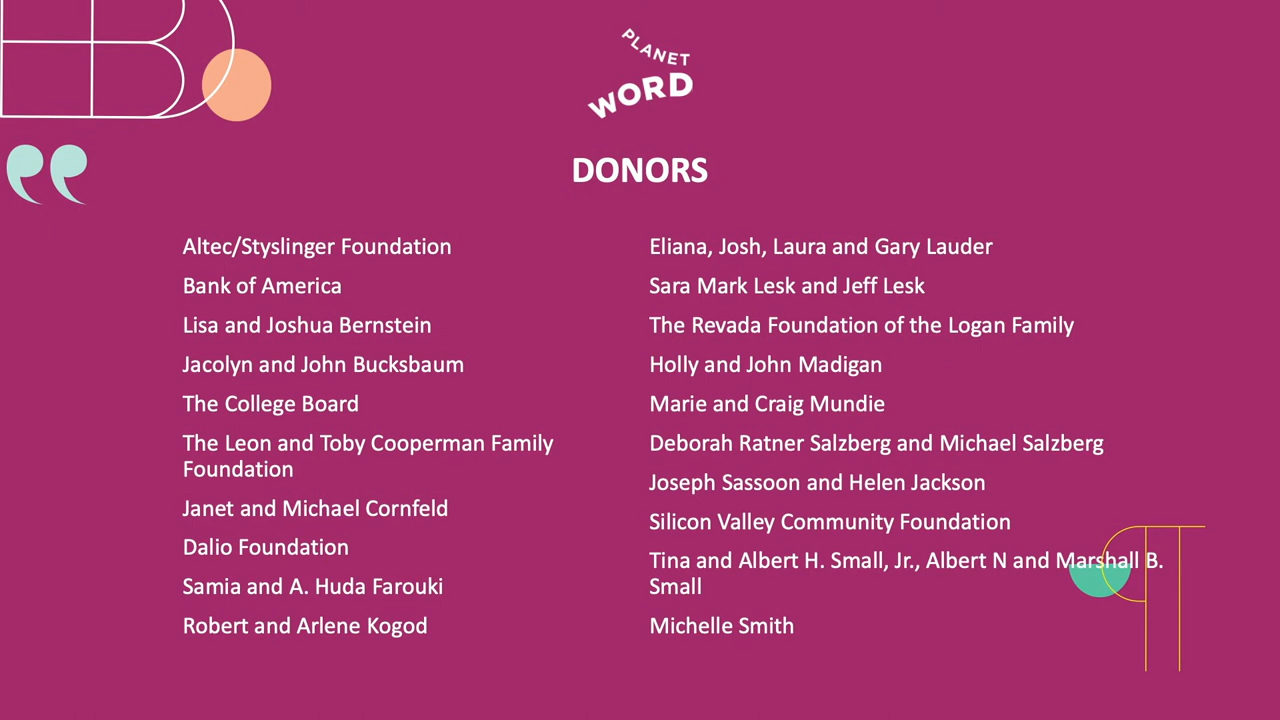 PLANET
WORD
DONORS
Altec/Styslinger Foundation
Bank of America
Lisa and Joshua Bernstein
Jacolyn and John Bucksbaum
The College Board
The Leon and Toby Cooperman Family
Foundation
Janet and Michael Cornfeld
Dalio Foundation
Samia and A. Huda Farouki
Robert and Arlene Kogod
Eliana, Josh, Laura and Gary Lauder
Sara Mark Lesk and Jeff Lesk
The Revada Foundation of the Logan Family
Holly and John Madigan
Marie and Craig Mundie
Deborah Ratner Salzberg and Michael Salzberg
Joseph Sassoon and Helen Jackson
Silicon Valley Community Foundation
Tina and Albert H. Small, Jr., Albert N and Marshall B.
Small
Michelle Smith